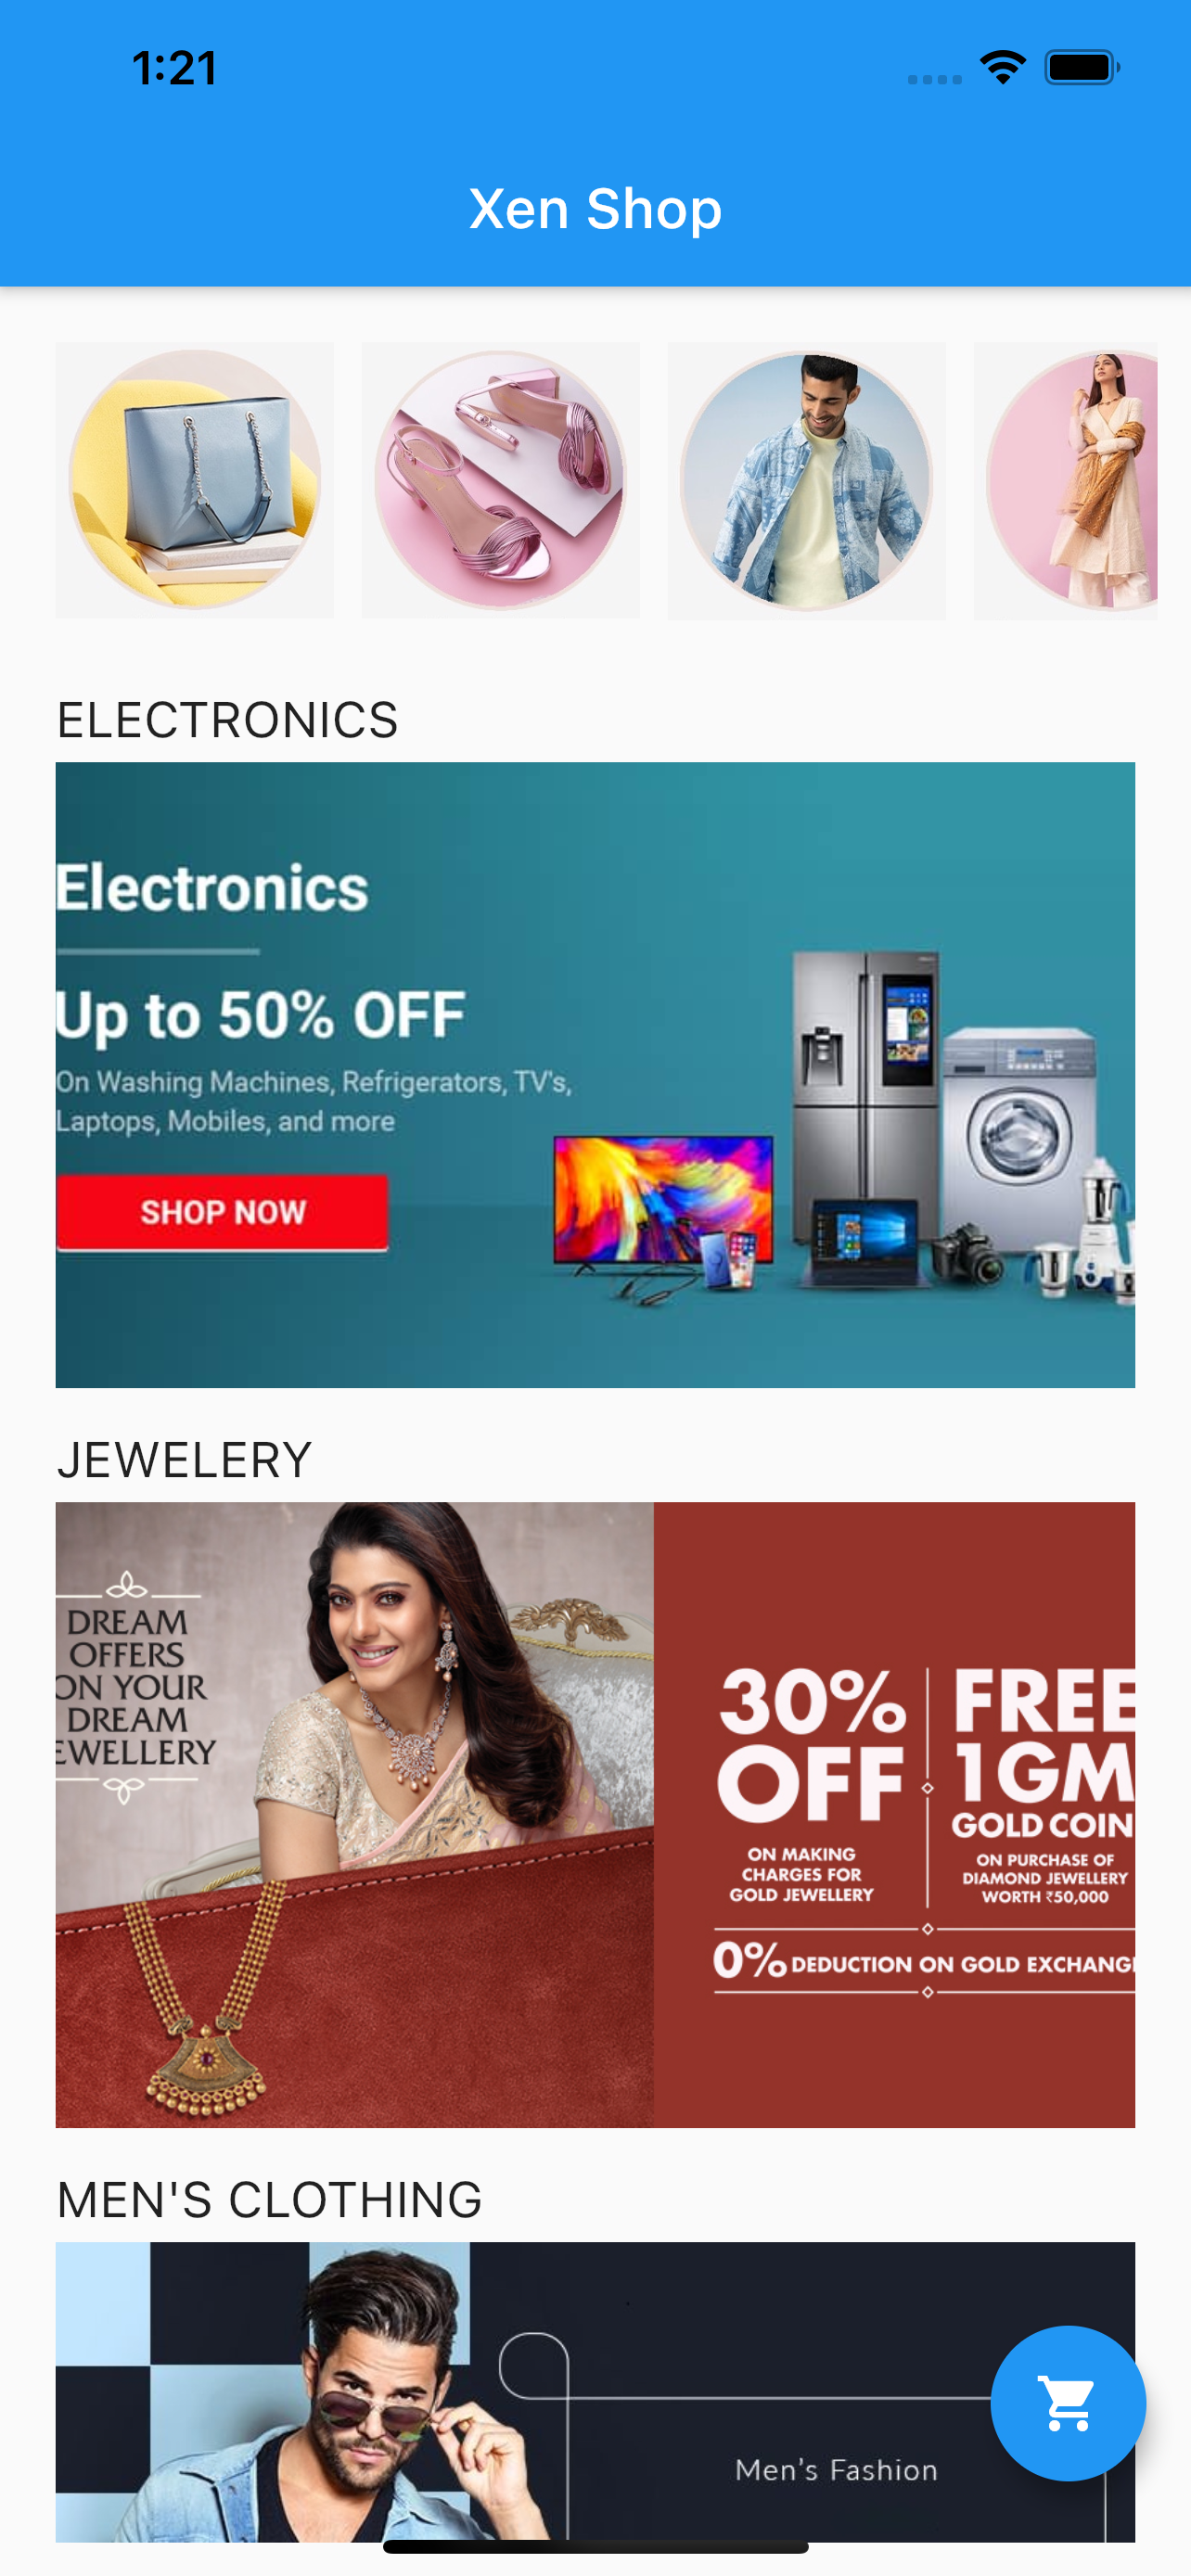 1:21
Xen Shop
ELECTRONICS
Electronics
Up to 50% OFF
On Washing Machines, Refrigerators, TV's,
Laptops, Mobiles, and more
SHOP NOW
JEWELERY
DREAM
OFFERS
ON YOUR
DREAM
EWELLERY
30%
OFF
ON MAKING
CHARGES FOR
GOLD JEWELLERY
FREE
1GM
GOLD COIN
ON PURCHASE OF
DIAMOND JEWELLERY
WORTH ₹50,000
0% DEDUCTION ON GOLD EXCHANG
MEN'S CLOTHING
Men's Fashion